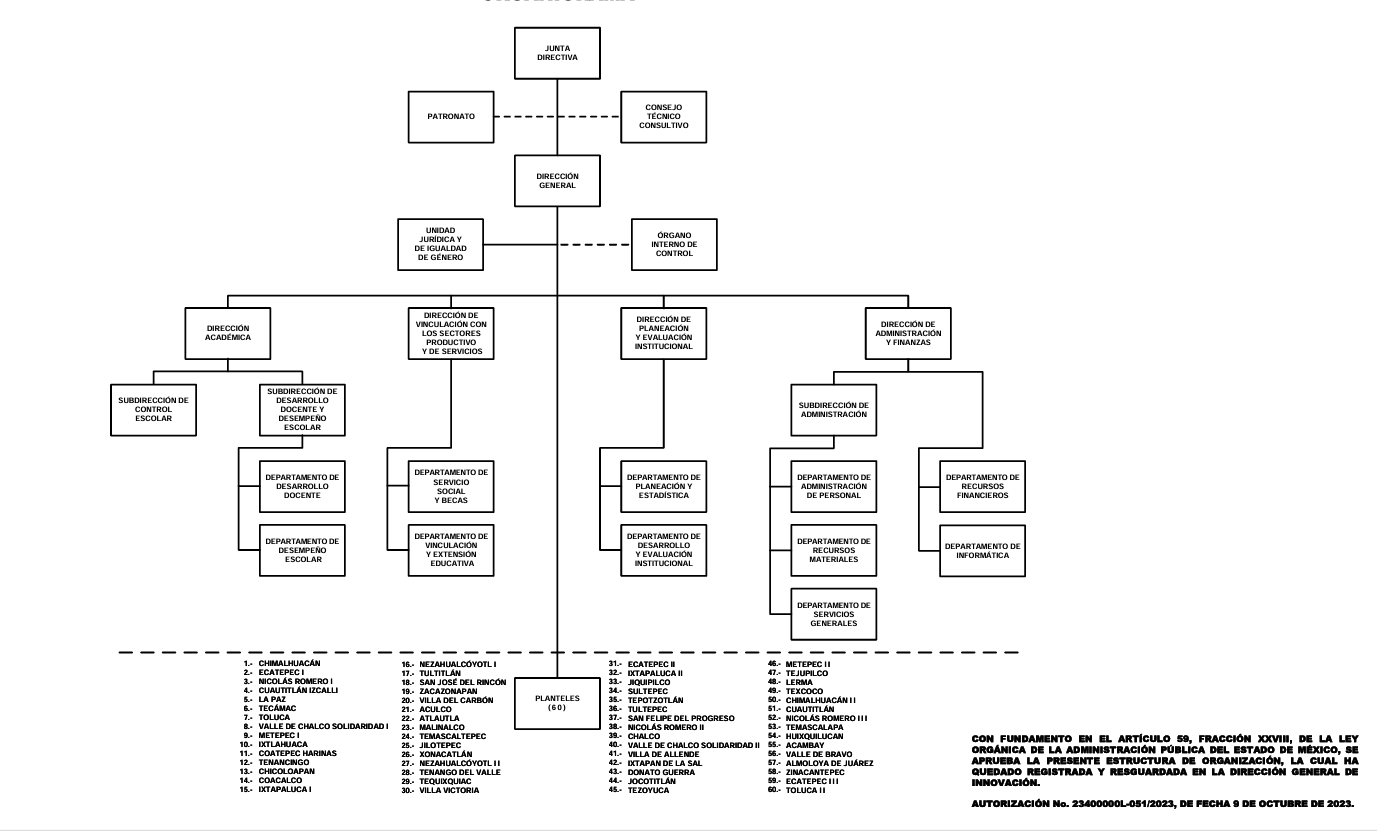 JUNTA
DIRECTIVA
PATRONATO
CONSEJO
TÉCNICO
CONSULTIVO
DIRECCIÓN
GENERAL
UNIDAD
JURÍDICA Y
DE IGUALDAD
DE GÉNERO
ÓRGANO
INTERNO DE
CONTROL
DIRECCIÓN
ACADÉMICA
DIRECCIÓN DE
VINCULACIÓN CON
LOS SECTORES
PRODUCTIVO
Y DE SERVICIOS
DIRECCIÓN DE
PLANEACIÓN
Y EVALUACIÓN
INSTITUCIONAL
DIRECCIÓN DE
ADMINISTRACIÓN
Y FINANZAS
SUBDIRECCIÓN DE
CONTROL
ESCOLAR
SUBDIRECCIÓN DE
DESARROLLO
DOCENTE Y
DESEMPEÑO
ESCOLAR
SUBDIRECCIÓN DE
ADMINISTRACIÓN
DEPARTAMENTO DE
DESARROLLO
DOCENTE
DEPARTAMENTO DE
SERVICIO
SOCIAL
Y BECAS
DEPARTAMENTO DE
PLANEACIÓN Y
ESTADÍSTICA
DEPARTAMENTO DE
ADMINISTRACIÓN
DE PERSONAL
DEPARTAMENTO DE
RECURSOS
FINANCIEROS
DEPARTAMENTO DE
DESEMPEÑO
ESCOLAR
DEPARTAMENTO DE
VINCULACIÓN
Y EXTENSIÓN
EDUCATIVA
DEPARTAMENTO DE
DESARROLLO
Y EVALUACIÓN
INSTITUCIONAL
DEPARTAMENTO DE
RECURSOS
MATERIALES
DEPARTAMENTO DE
INFORMÁTICA
DEPARTAMENTO DE
SERVICIOS
GENERALES
1.- CHIMALHUACÁN
2.- ECATEPEC I
3.- NICOLÁS ROMERO I
4.- CUAUTITLÁN IZCALLI
5.- LA PAZ
6.- TECÁMAC
7.- TOLUCA
8.- VALLE DE CHALCO SOLIDARIDAD I
9.- METEPEC I
10.- IXTLAHUACA
11.- COATEPEC HARINAS
12.- TENANCINGO
13.- CHICOLOAPAN
14.- COACALCO
15.- IXTAPALUCA I
16.- NEZAHUALCÓYOTL I
17.- TULTITLÁN
18.- SAN JOSÉ DEL RINCÓN
19.- ZACAZONAPAN
20.- VILLA DEL CARBÓN
21.- ACULCO
22.- ATLAUTLA
23.- MALINALCO
24.- TEMASCALTEPEC
25.- JILOTEPEC
26.- XONACATLÁN
27.- NEZAHUALCÓYOTL II
28.- TENANGO DEL VALLE
29.- TEQUIXQUIAC
30.- VILLA VICTORIA
PLANTELES
(60)
31.- ECATEPEC II
32.- IXTAPALUCA II
33.- JIQUIPILCO
34.- SULTEPEC
35.- TEPOTZOTLÁN
36.- TULTEPEC
37.- SAN FELIPE DEL PROGRESO
38.- NICOLÁS ROMERO II
39.- CHALCO
40.- VALLE DE CHALCO SOLIDARIDAD II
41.- VILLA DE ALLENDE
42.- IXTAPAN DE LA SAL
43.- DONATO GUERRA
44.- JOCOTITLÁN
45.- TEZOYUCA
46.- METEPEC II
47.- TEJUPILCO
48.- LERMA
49.- TEXCOCO
50.- CHIMALHUACÁN II
51.- CUAUTITLÁN
52.- NICOLÁS ROMERO III
53.- TEMASCALAPA
54.- HUIXQUILUCAN
55.- ACAMBAY
56.- VALLE DE BRAVO
57.- ALMOLOYA DE JUÁREZ
58.- ZINACANTEPEC
59.- ECATEPEC III
60.- TOLUCA II
CON FUNDAMENTO EN EL ARTÍCULO 59, FRACCIÓN XXVIII, DE LA LEY
ORGÁNICA DE LA ADMINISTRACIÓN PÚBLICA DEL ESTADO DE MÉXICO, SE
APRUEBA LA PRESENTE ESTRUCTURA DE ORGANIZACIÓN, LA CUAL HA
QUEDADO REGISTRADA Y RESGUARDADA EN LA DIRECCIÓN GENERAL DE
INNOVACIÓN.
AUTORIZACIÓN No. 23400000L-051/2023, DE FECHA 9 DE OCTUBRE DE 2023.